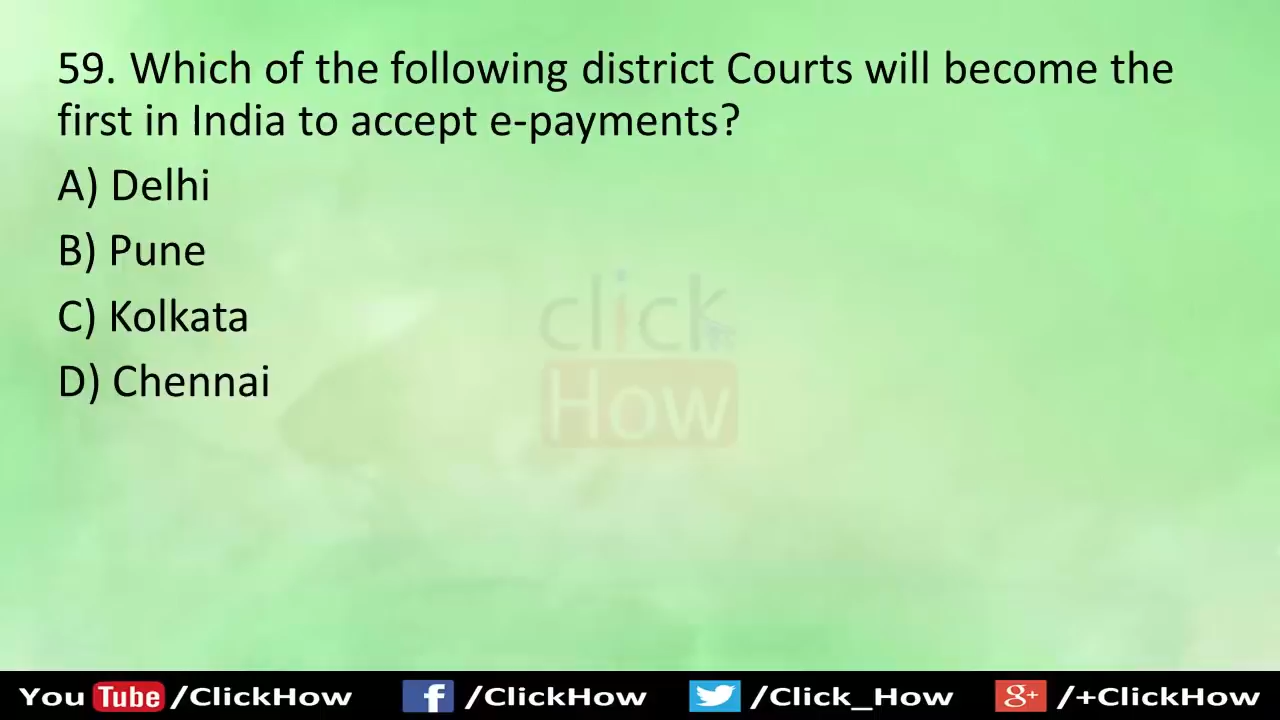 59. Which of the following district Courts will become the
first in India to accept e-payments?
A) Delhi
B) Pune
C) Kolkata
D) Chennai
click
How
You Tube /ClickHow f /ClickHow /Click_How g+ /+ClickHow